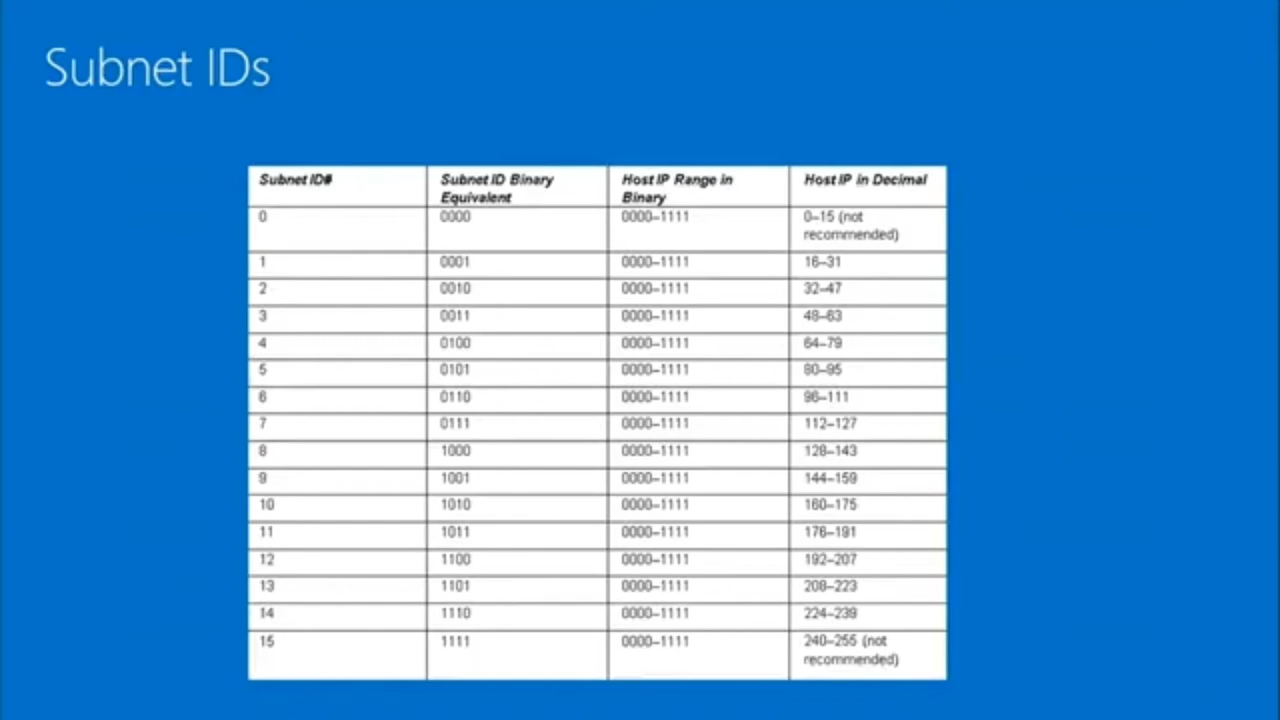 Subnet IDs
Subnet ID# Subnet ID Binary Equivalent Host IP Range in Binary Host IP in Decimal
0 0000 0000–1111 0–15 (not recommended)
1 0001 0000–1111 16–31
2 0010 0000–1111 32–47
3 0011 0000–1111 48–63
4 0100 0000–1111 64–79
5 0101 0000–1111 80–95
6 0110 0000–1111 96–111
7 0111 0000–1111 112–127
8 1000 0000–1111 128–143
9 1001 0000–1111 144–159
10 1010 0000–1111 160–175
11 1011 0000–1111 176–191
12 1100 0000–1111 192–207
13 1101 0000–1111 208–223
14 1110 0000–1111 224–239
15 1111 0000–1111 240–255 (not recommended)